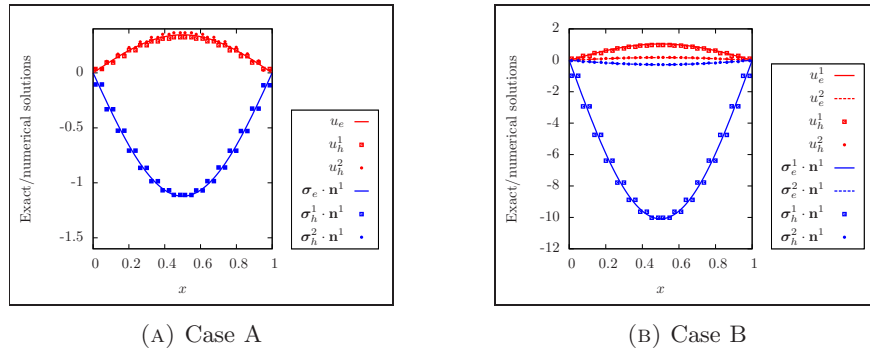 Exact/numerical solutions
0
-0.5
-1
-1.5
0 0.2 0.4 0.6 0.8 1
x
u_e
u_h^1
u_h^2
σ_e · n^1
σ_h^1 · n^1
σ_h^2 · n^1
(A) Case A
Exact/numerical solutions
2
0
-2
-4
-6
-8
-10
-12
0 0.2 0.4 0.6 0.8 1
x
u_e^1
u_e^2
u_h^1
u_h^2
σ_e^1 · n^1
σ_e^2 · n^1
σ_h^1 · n^1
σ_h^2 · n^1
(B) Case B